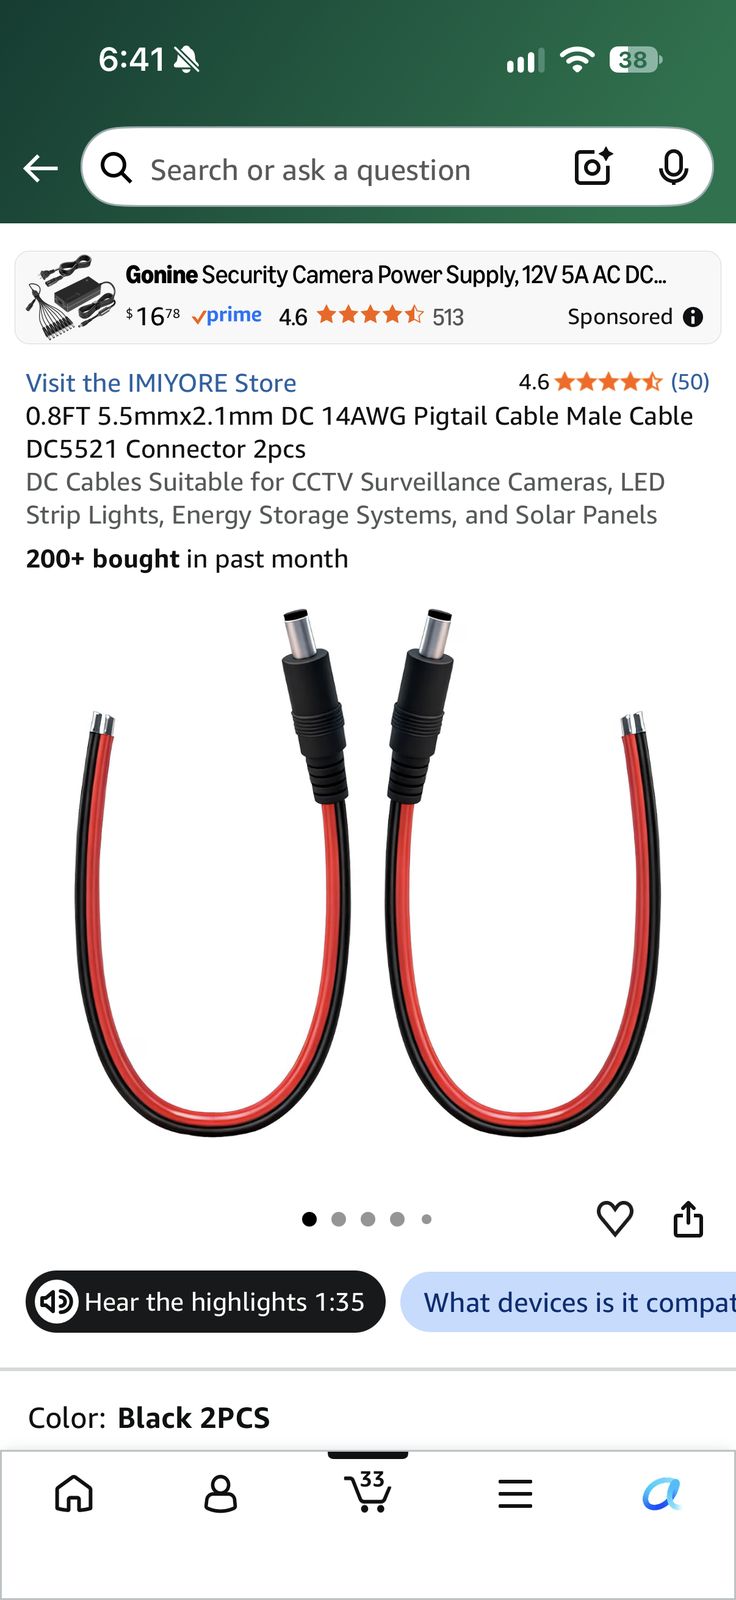 6:41
38
Search or ask a question
Gonine Security Camera Power Supply, 12V 5A AC DC...
$16 78 prime 4.6 513 Sponsored
Visit the IMIYORE Store 4.6 (50)
0.8FT 5.5mmx2.1mm DC 14AWG Pigtail Cable Male Cable
DC5521 Connector 2pcs
DC Cables Suitable for CCTV Surveillance Cameras, LED
Strip Lights, Energy Storage Systems, and Solar Panels
200+ bought in past month
Hear the highlights 1:35
What devices is it compat
Color: Black 2PCS
33